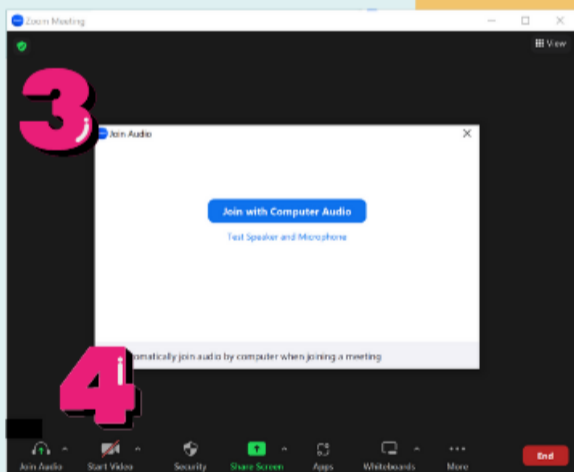 Zoom Meeting
View
3
Join Audio
Join with Computer Audio
Test Speaker and Microphone
omatically join audio by computer when joining a meeting
4
Join Audio
Start Video
Security
Share Screen
Apps
Whiteboards
More
End